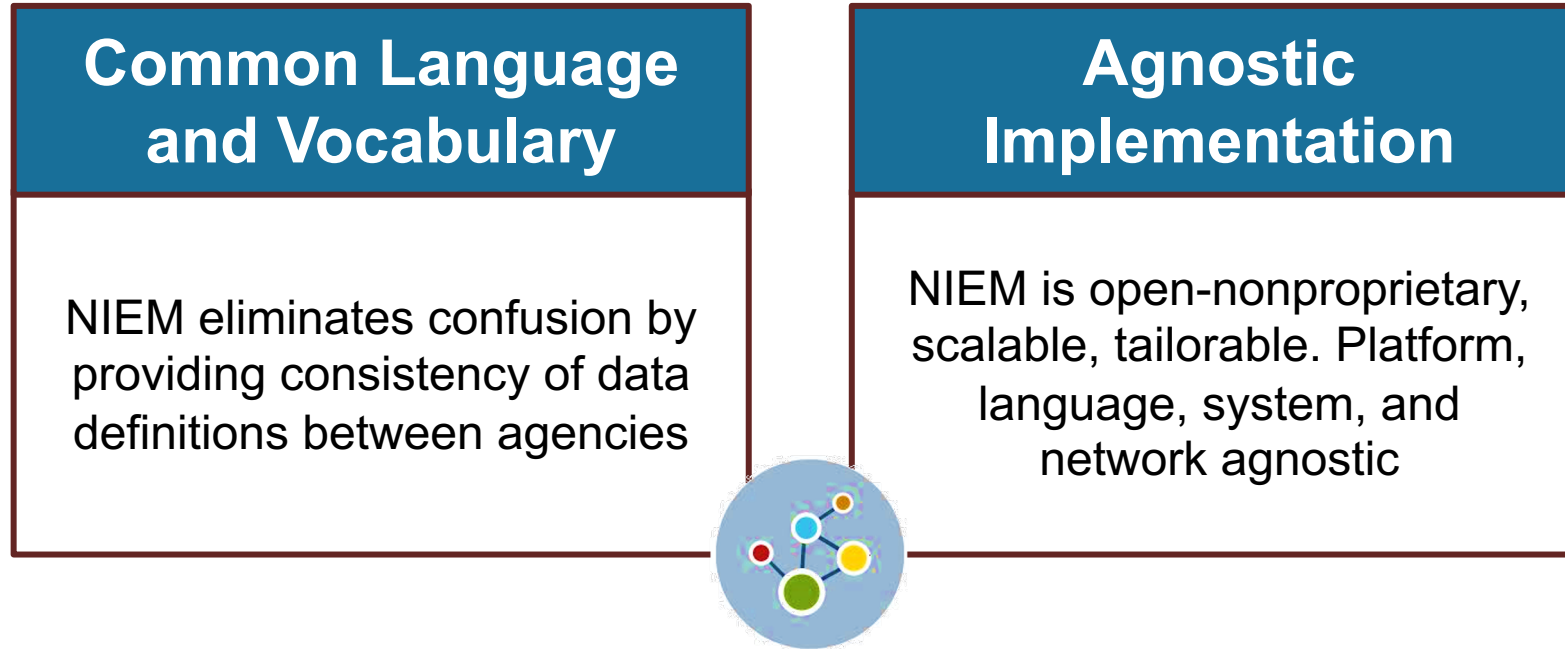 Common Language
and Vocabulary
NIEM eliminates confusion by
providing consistency of data
definitions between agencies
Agnostic
Implementation
NIEM is open-nonproprietary,
scalable, tailorable. Platform,
language, system, and
network agnostic